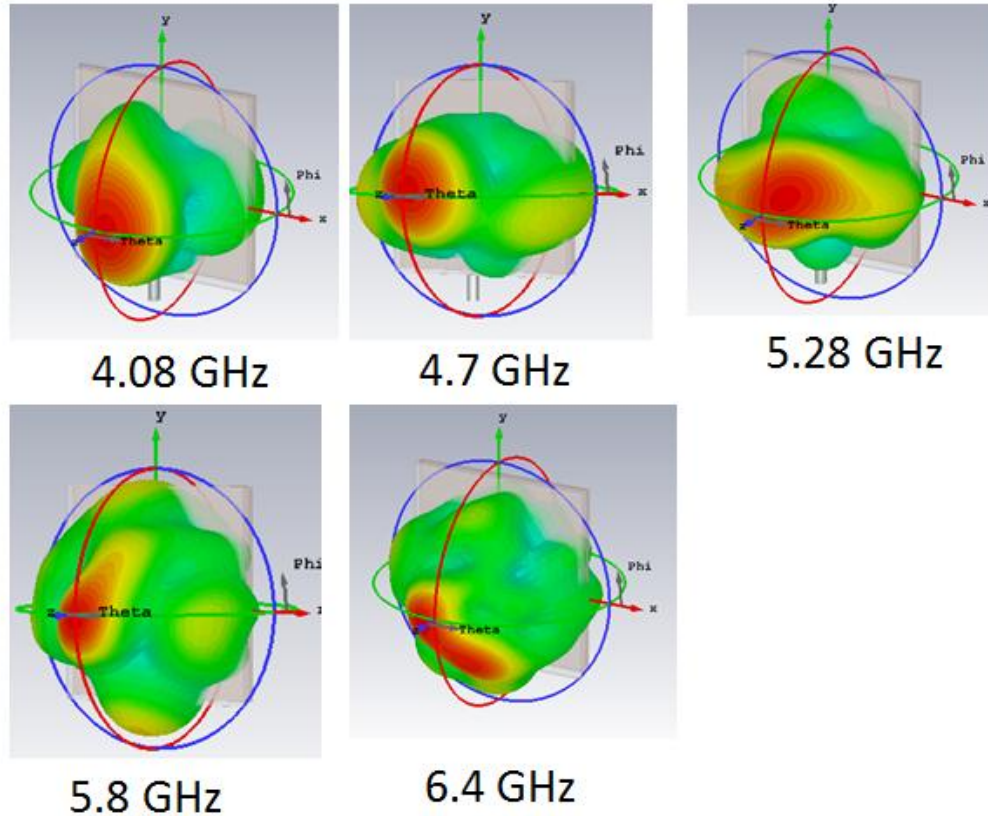 y
Phi
x
z
Theta
4.08 GHz
y
Phi
z
Theta
x
4.7 GHz
y
Phi
x
z
Theta
5.28 GHz
y
Phi
z
Theta
x
5.8 GHz
y
Phi
x
z
Theta
6.4 GHz